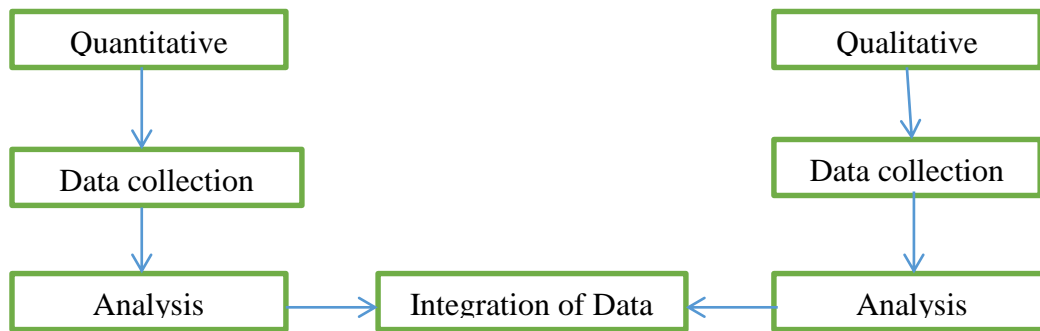 Quantitative
Qualitative
Data collection
Data collection
Analysis
Integration of Data
Analysis